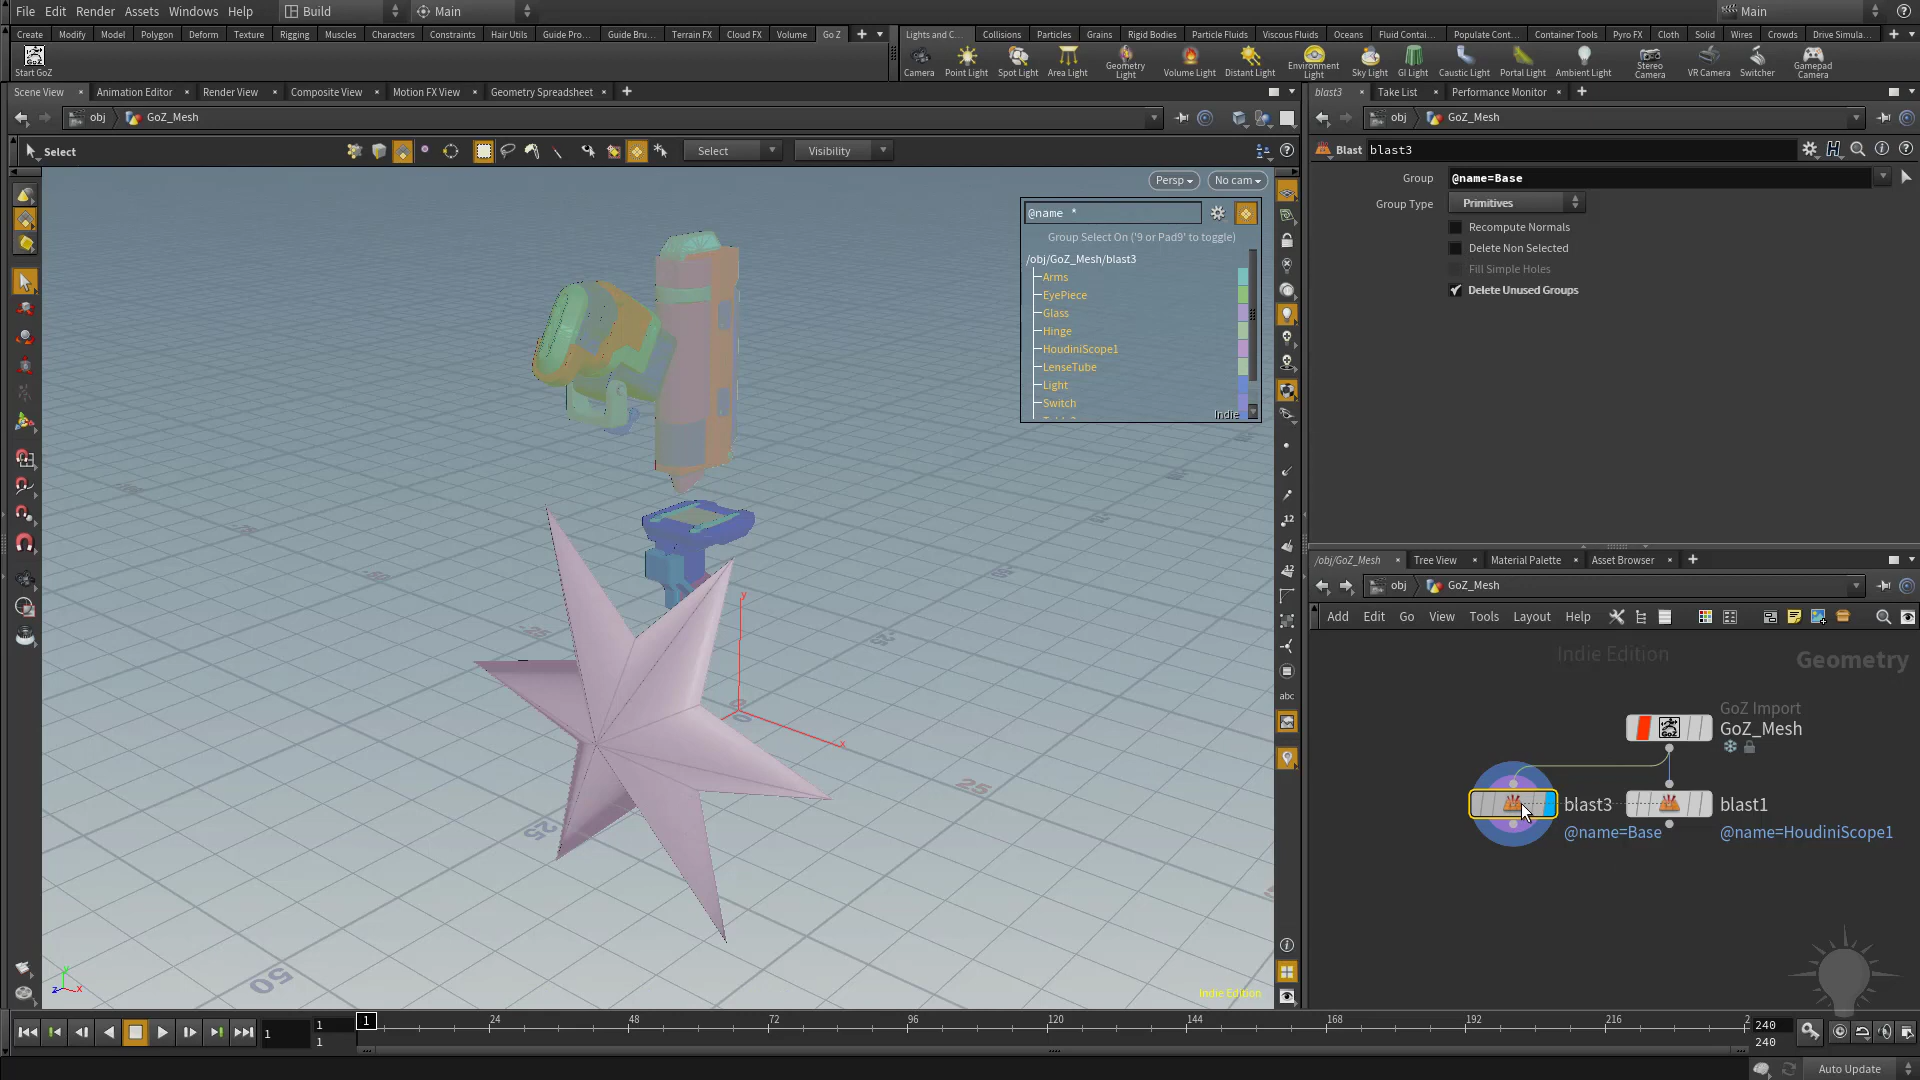 File Edit Render Assets Windows Help Build Main Main
Create Modify Model Polygon Deform Texture Rigging Muscles Characters Constraints Hair Utils Guide Pro... Guide Bru... Terrain FX Cloud FX Volume Go Z
Lights and C... Collisions Particles Grains Rigid Bodies Particle Fluids Viscous Fluids Oceans Fluid Contai... Populate Cont... Container Tools Pyro FX Cloth Solid Wires Crowds Drive Simula...
Start GoZ
Camera Point Light Spot Light Area Light Geometry Light Volume Light Distant Light Environment Light Sky Light GI Light Caustic Light Portal Light Ambient Light Stereo Camera VR Camera Switcher Gamepad Camera
Scene View Animation Editor Render View Composite View Motion FX View Geometry Spreadsheet
obj GoZ_Mesh
Select Select Visibility
Persp No cam
@name *
Group Select On ('9 or Pad9' to toggle)
/obj/GoZ_Mesh/blast3
Arms
EyePiece
Glass
Hinge
HoudiniScope1
LenseTube
Light
Switch
Indie
12
12
abc
y
x
0
25
25
50
y
z x
Indie Edition
blast3 Take List Performance Monitor
obj GoZ_Mesh
Blast blast3
Group @name=Base
Group Type Primitives
Recompute Normals
Delete Non Selected
Fill Simple Holes
Delete Unused Groups
/obj/GoZ_Mesh Tree View Material Palette Asset Browser
obj GoZ_Mesh
Add Edit Go View Tools Layout Help
Indie Edition
Geometry
GoZ Import
GoZ_Mesh
blast3
@name=Base
blast1
@name=HoudiniScope1
1 1 1 24 48 72 96 120 144 168 192 216 2 240
1 240
Auto Update